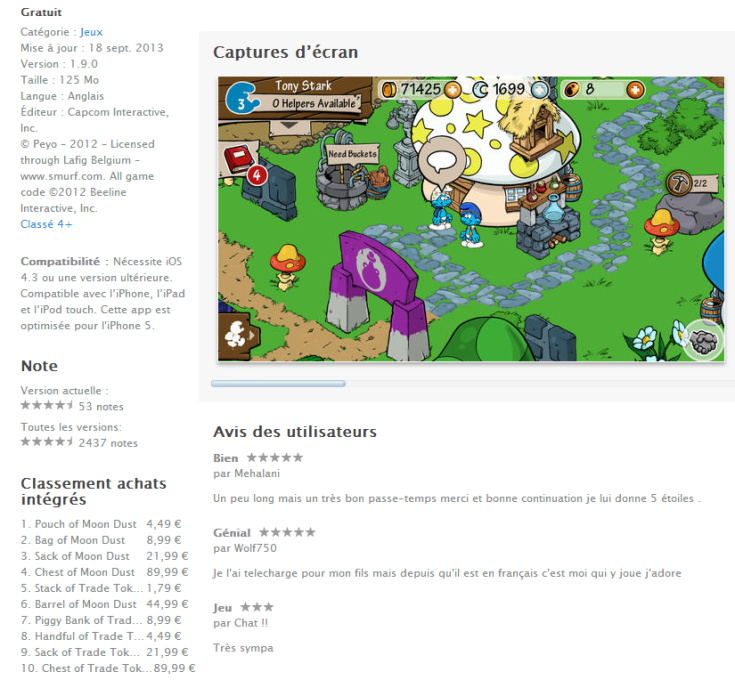 Gratuit
Catégorie : Jeux
Mise à jour : 18 sept. 2013
Version : 1.9.0
Taille : 125 Mo
Langue : Anglais
Éditeur : Capcom Interactive,
Inc.
© Peyo - 2012 - Licensed
through Lafig Belgium -
www.smurf.com. All game
code ©2012 Beeline
Interactive, Inc.
Classé 4+
Compatibilité : Nécessite iOS
4.3 ou une version ultérieure.
Compatible avec l'iPhone, l'iPad
et l'iPod touch. Cette app est
optimisée pour l'iPhone 5.
Note
Version actuelle :
★★★★½ 53 notes
Toutes les versions:
★★★★½ 2437 notes
Classement achats
intégrés
1. Pouch of Moon Dust 4,49 €
2. Bag of Moon Dust 8,99 €
3. Sack of Moon Dust 21,99 €
4. Chest of Moon Dust 89,99 €
5. Stack of Trade Tok... 1,79 €
6. Barrel of Moon Dust 44,99 €
7. Piggy Bank of Trad... 8,99 €
8. Handful of Trade T... 4,49 €
9. Sack of Trade Tok... 21,99 €
10. Chest of Trade Tok... 89,99 €
Captures d'écran
Tony Stark
3
0 Helpers Available
71425
1699
8
4
Need Buckets
2/2
Avis des utilisateurs
Bien ★★★★★
par Mehalani
Un peu long mais un très bon passe-temps merci et bonne continuation je lui donne 5 étoiles .
Génial ★★★★★
par Wolf750
Je l'ai telecharge pour mon fils mais depuis qu'il est en français c'est moi qui y joue j'adore
Jeu ★★★
par Chat !!
Très sympa